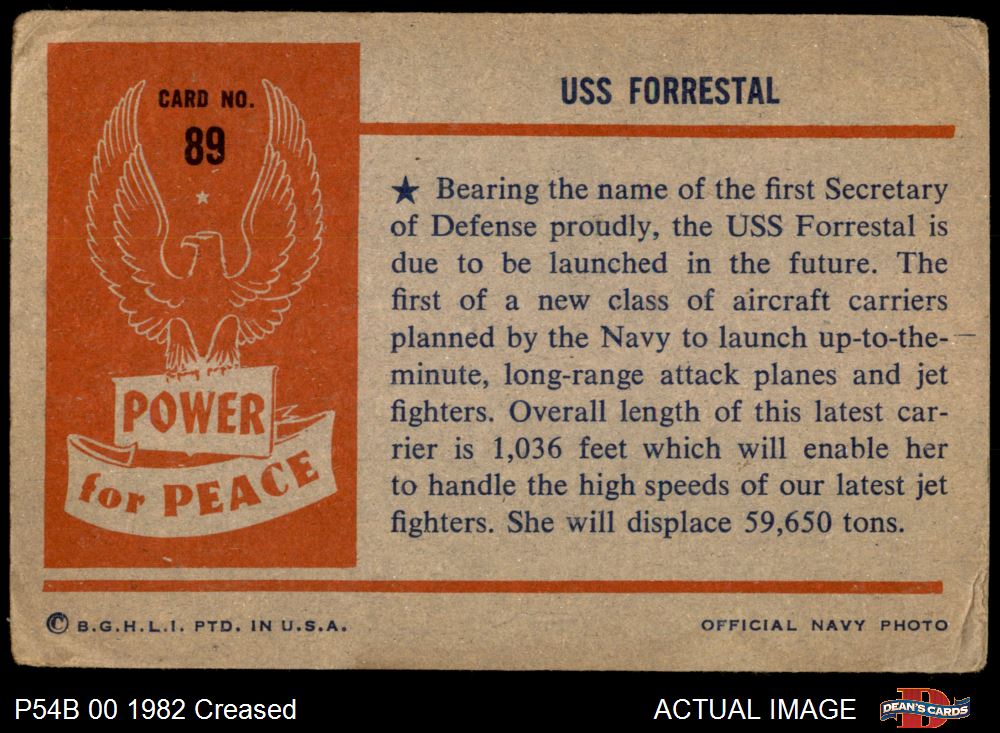 CARD NO.
89
POWER
for PEACE
USS FORRESTAL
★ Bearing the name of the first Secretary
of Defense proudly, the USS Forrestal is
due to be launched in the future. The
first of a new class of aircraft carriers
planned by the Navy to launch up-to-the-
minute, long-range attack planes and jet
fighters. Overall length of this latest car-
rier is 1,036 feet which will enable her
to handle the high speeds of our latest jet
fighters. She will displace 59,650 tons.
© B.G.H.L.I. PTD. IN U.S.A.
OFFICIAL NAVY PHOTO
P54B 00 1982 Creased
ACTUAL IMAGE
D
DEAN'S CARDS